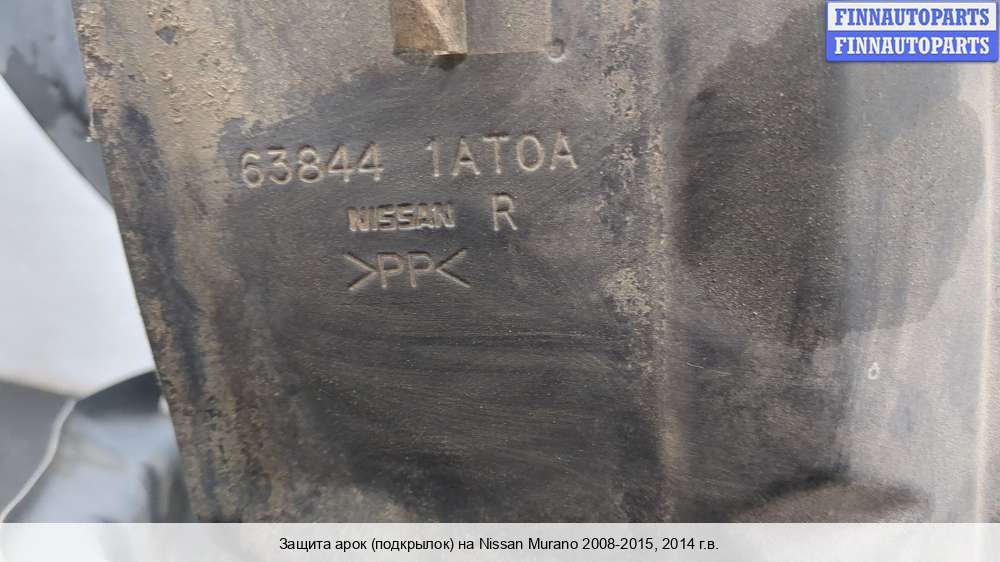 FINNAUTOPARTS
FINNAUTOPARTS
63844 1AT0A
NISSAN R
>PP<
Защита арок (подкрылок) на Nissan Murano 2008-2015, 2014 г.в.